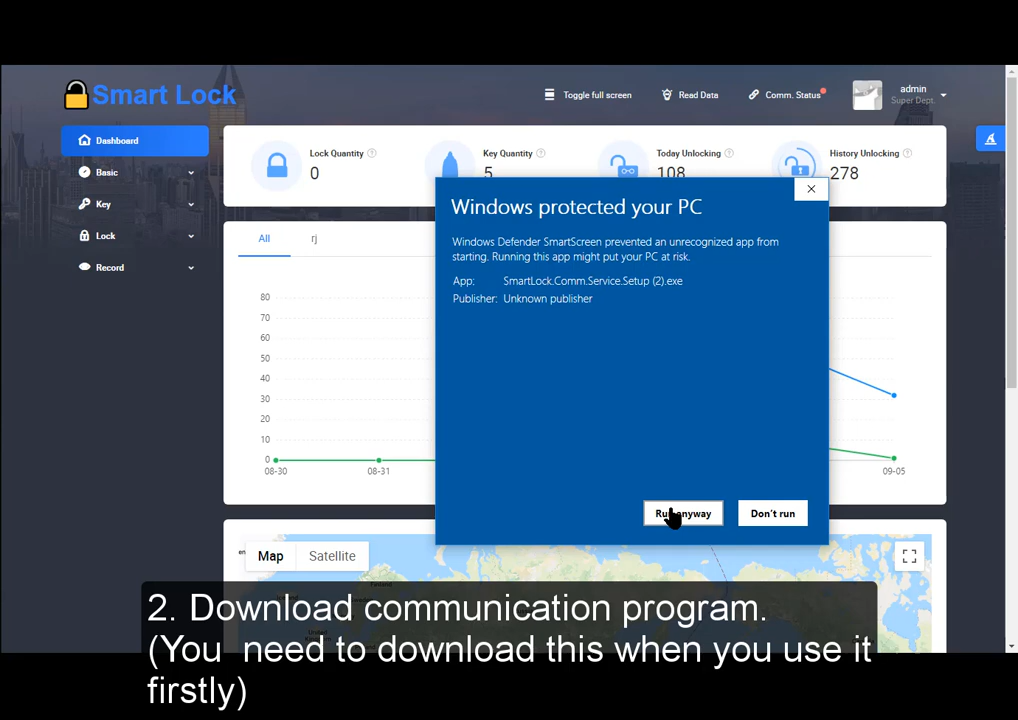 Smart Lock
Toggle full screen
Read Data
Comm. Status
admin
Super Dept.
Dashboard
Basic
Key
Lock
Record
Lock Quantity
0
Key Quantity
5
Today Unlocking
108
History Unlocking
278
All
rj
80
70
60
50
40
30
20
10
0
08-30
08-31
09-05
Windows protected your PC
Windows Defender SmartScreen prevented an unrecognized app from
starting. Running this app might put your PC at risk.
App: SmartLock.Comm.Service.Setup (2).exe
Publisher: Unknown publisher
Run anyway
Don't run
Map
Satellite
2. Download communication program.
(You need to download this when you use it
firstly)